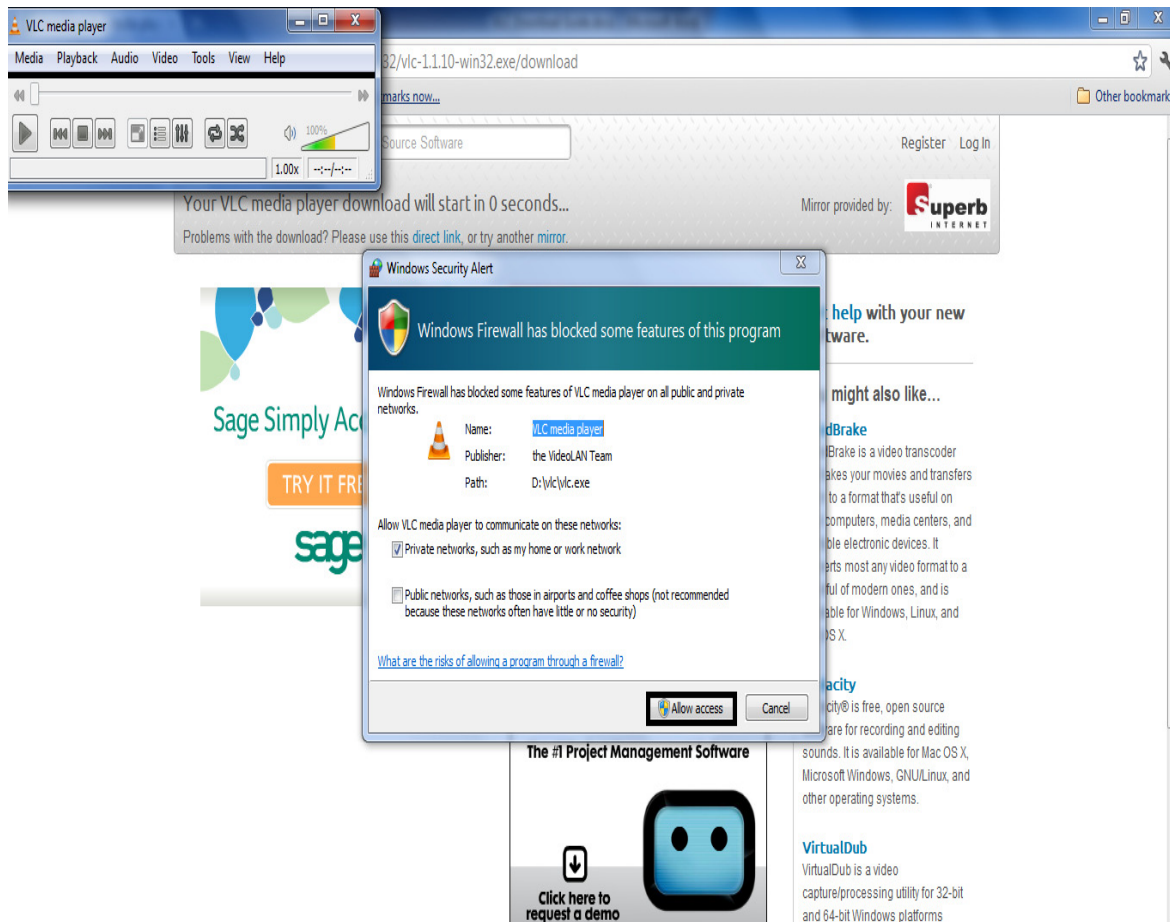 VLC media player
Media Playback Audio Video Tools View Help
100%
1.00x --:--/--:--
32/vlc-1.1.10-win32.exe/download
marks now...
Other bookmark
Source Software
Register Log In
Your VLC media player download will start in 0 seconds...
Problems with the download? Please use this direct link, or try another mirror.
Mirror provided by:
Superb
INTERNET
Sage Simply Acc
TRY IT FRE
sage
Windows Security Alert
Windows Firewall has blocked some features of this program
Windows Firewall has blocked some features of VLC media player on all public and private
networks.
Name: VLC media player
Publisher: the VideoLAN Team
Path: D:\vlc\vlc.exe
Allow VLC media player to communicate on these networks:
Private networks, such as my home or work network
Public networks, such as those in airports and coffee shops (not recommended
because these networks often have little or no security)
What are the risks of allowing a program through a firewall?
Allow access Cancel
help with your new
tware.
might also like...
dBrake
Brake is a video transcoder
akes your movies and transfers
to a format that's useful on
computers, media centers, and
ble electronic devices. It
erts most any video format to a
ful of modern ones, and is
able for Windows, Linux, and
OS X.
acity
city® is free, open source
ware for recording and editing
sounds. It is available for Mac OS X,
Microsoft Windows, GNU/Linux, and
other operating systems.
VirtualDub
VirtualDub is a video
capture/processing utility for 32-bit
and 64-bit Windows platforms
The #1 Project Management Software
Click here to
request a demo